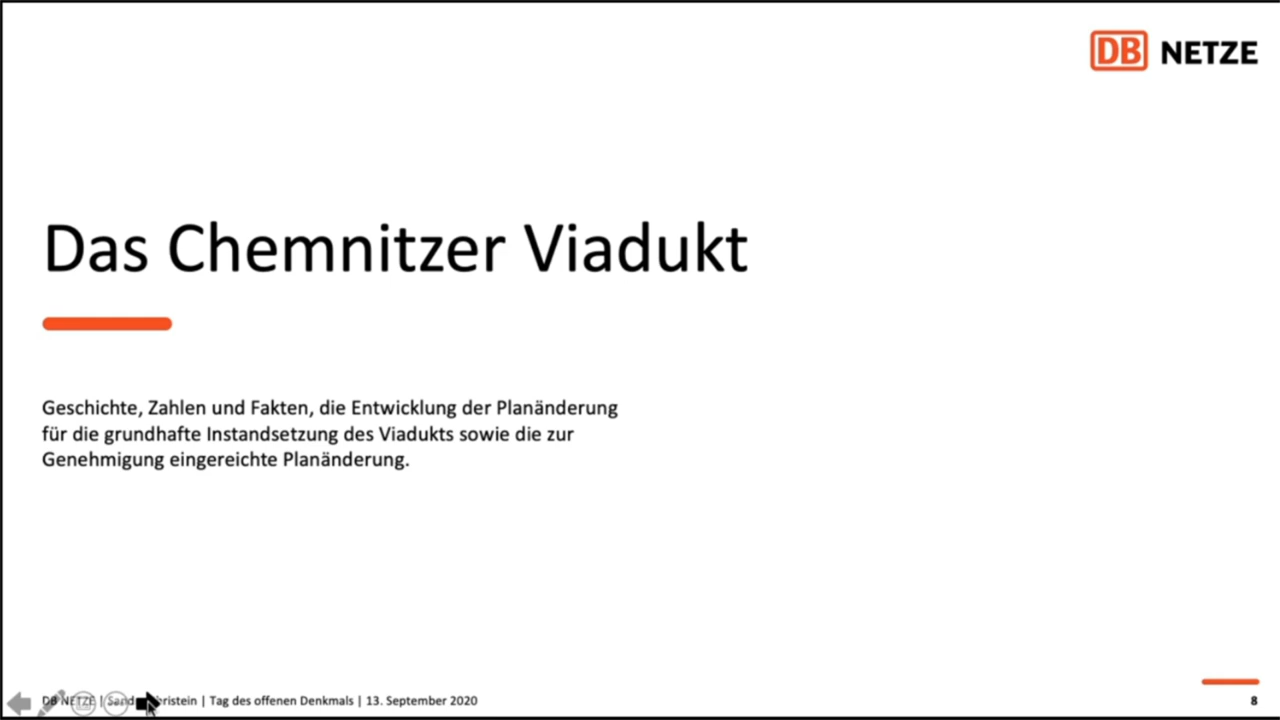 DB NETZE
Das Chemnitzer Viadukt
Geschichte, Zahlen und Fakten, die Entwicklung der Planänderung
für die grundhafte Instandsetzung des Viadukts sowie die zur
Genehmigung eingereichte Planänderung.
DB NETZE | | Tag des offenen Denkmals | 13. September 2020
8